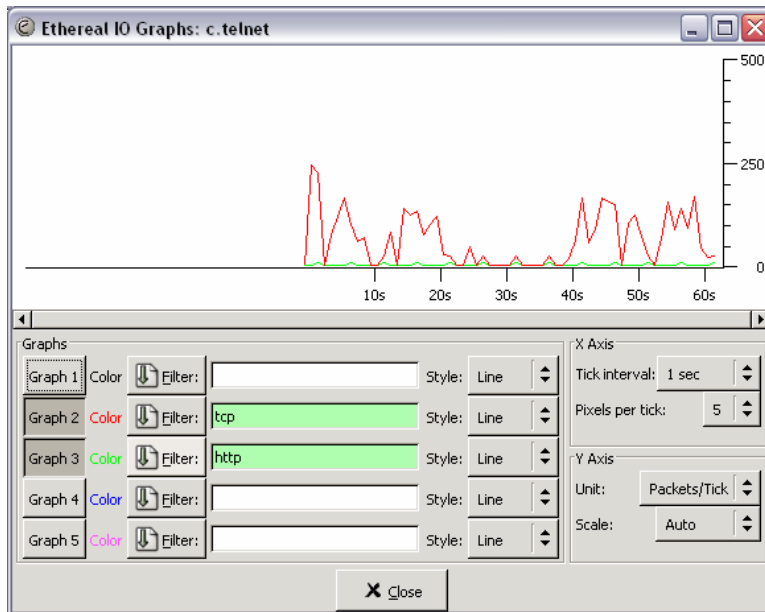 Ethereal IO Graphs: c.telnet
500
250
0
10s 20s 30s 40s 50s 60s
Graphs
Graph 1 Color Filter: Style: Line
Graph 2 Color Filter: tcp Style: Line
Graph 3 Color Filter: http Style: Line
Graph 4 Color Filter: Style: Line
Graph 5 Color Filter: Style: Line
X Axis
Tick interval: 1 sec
Pixels per tick: 5
Y Axis
Unit: Packets/Tick
Scale: Auto
Close